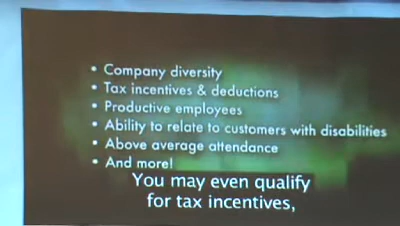 • Company diversity
• Tax incentives & deductions
• Productive employees
• Ability to relate to customers with disabilities
• Above average attendance
• And more!
You may even qualify
for tax incentives,